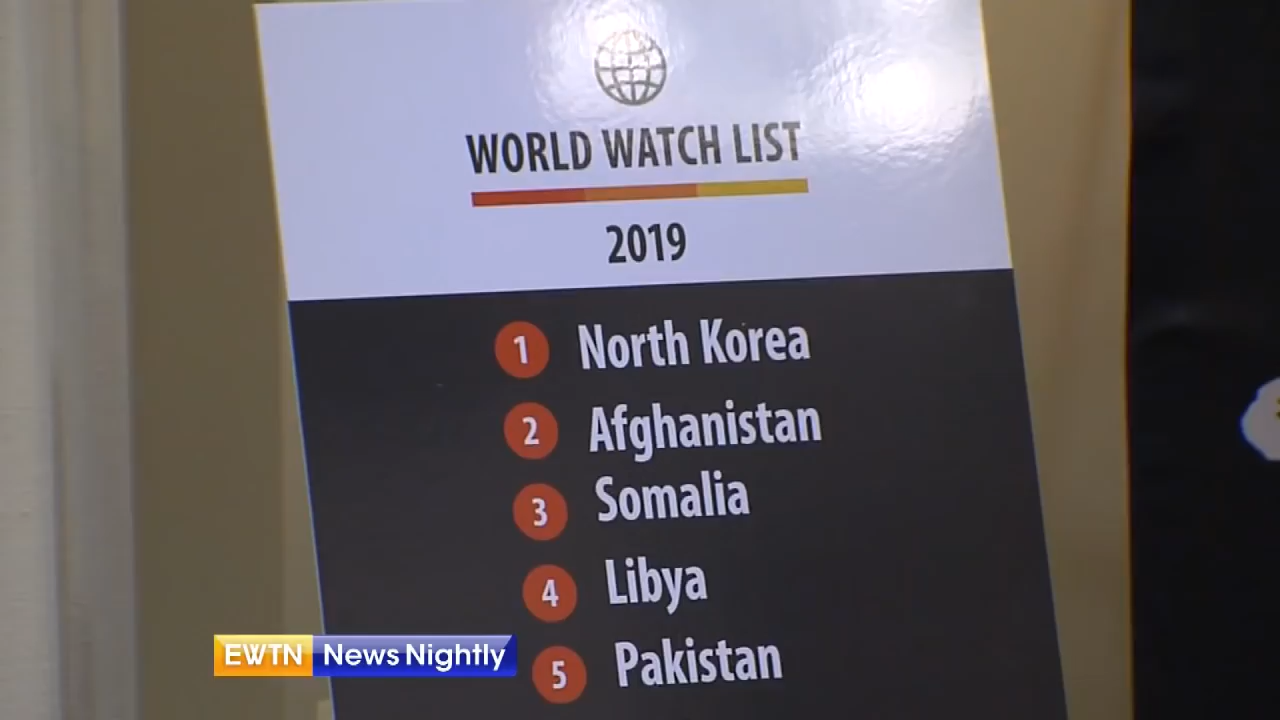 WORLD WATCH LIST
2019
1 North Korea
2 Afghanistan
3 Somalia
4 Libya
5 Pakistan
EWTN News Nightly